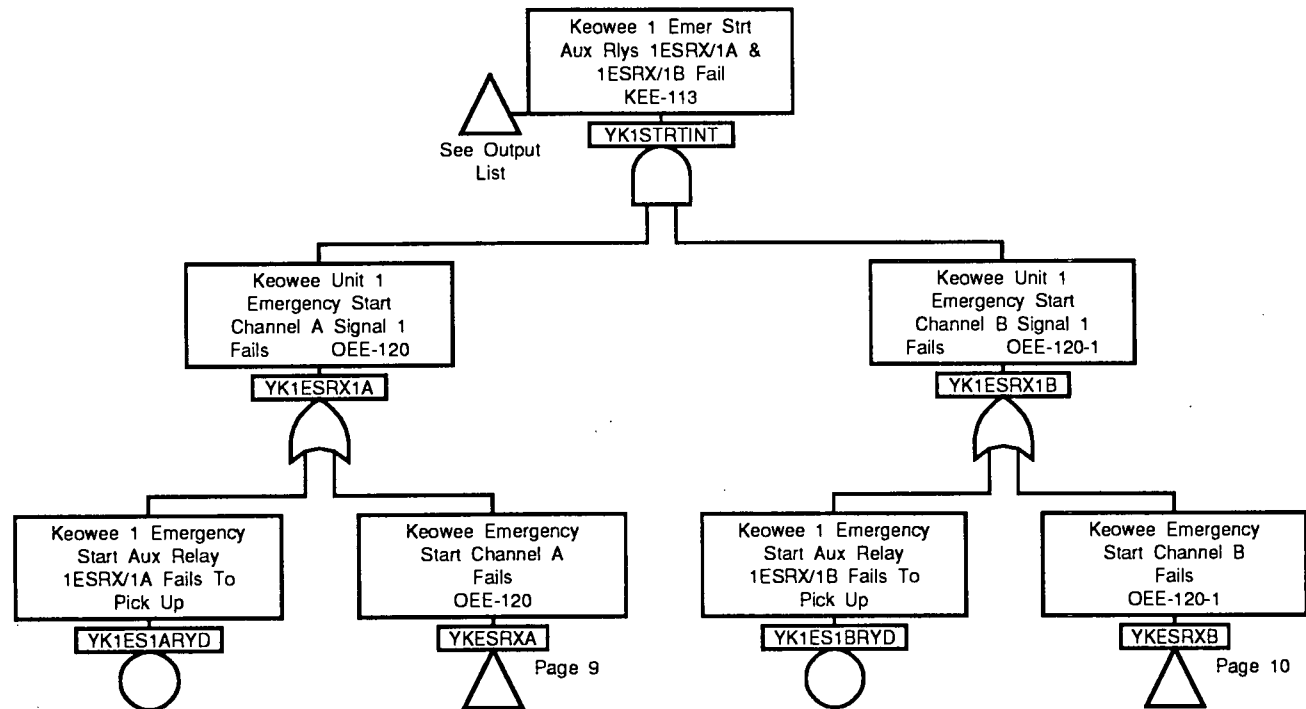 Keowee 1 Emer Strt
Aux Rlys 1ESRX/1A &
1ESRX/1B Fail
KEE-113
YK1STRTINT
See Output
List
Keowee Unit 1
Emergency Start
Channel A Signal 1
Fails OEE-120
YK1ESRX1A
Keowee Unit 1
Emergency Start
Channel B Signal 1
Fails OEE-120-1
YK1ESRX1B
Keowee 1 Emergency
Start Aux Relay
1ESRX/1A Fails To
Pick Up
YK1ES1ARYD
Keowee Emergency
Start Channel A
Fails
OEE-120
YKESRXA
Page 9
Keowee 1 Emergency
Start Aux Relay
1ESRX/1B Fails To
Pick Up
YK1ES1BRYD
Keowee Emergency
Start Channel B
Fails
OEE-120-1
YKESRXB
Page 10